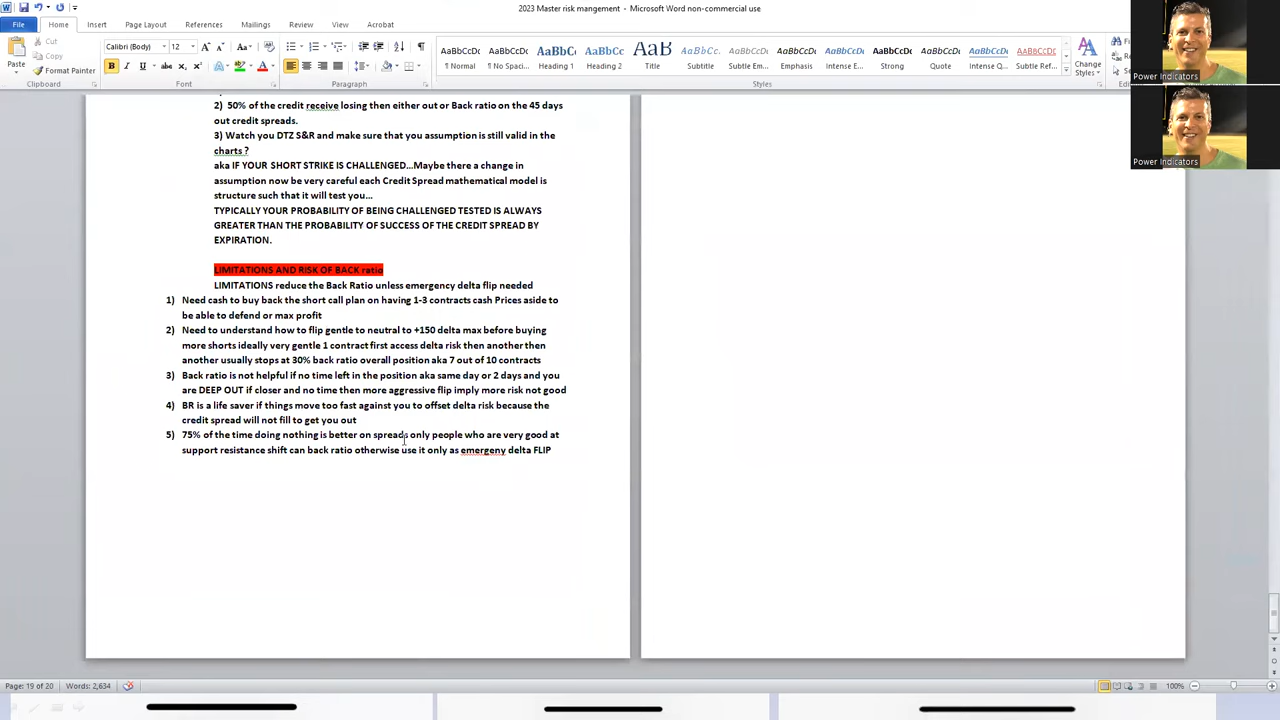 2023 Master risk mangement - Microsoft Word non-commercial use
File Home Insert Page Layout References Mailings Review View Acrobat
Cut
Copy
Paste Format Painter
Calibri (Body) 12
AaBbCcDc AaBbCcDc AaBbC AaBbCc AaB AaBbCcI AaBbCcDc AaBbCcDc AaBbCcDc AaBbCcDc AaBbCcDc AaBbCcDc AaBbCcDc
¶ Normal ¶ No Spaci... Heading 1 Heading 2 Title Subtitle Subtle Em... Emphasis Intense E... Strong Quote Intense Q... Subtle Ref...
Change Styles
Clipboard Font Paragraph Styles
Power Indicators
Power Indicators
2) 50% of the credit receive losing then either out or Back ratio on the 45 days
out credit spreads.
3) Watch you DTZ S&R and make sure that you assumption is still valid in the
charts ?
aka IF YOUR SHORT STRIKE IS CHALLENGED...Maybe there a change in
assumption now be very careful each Credit Spread mathematical model is
structure such that it will test you...
TYPICALLY YOUR PROBABILITY OF BEING CHALLENGED TESTED IS ALWAYS
GREATER THAN THE PROBABILITY OF SUCCESS OF THE CREDIT SPREAD BY
EXPIRATION.
LIMITATIONS AND RISK OF BACK ratio
LIMITATIONS reduce the Back Ratio unless emergency delta flip needed
1) Need cash to buy back the short call plan on having 1-3 contracts cash Prices aside to
be able to defend or max profit
2) Need to understand how to flip gentle to neutral to +150 delta max before buying
more shorts ideally very gentle 1 contract first access delta risk then another then
another usually stops at 30% back ratio overall position aka 7 out of 10 contracts
3) Back ratio is not helpful if no time left in the position aka same day or 2 days and you
are DEEP OUT if closer and no time then more aggressive flip imply more risk not good
4) BR is a life saver if things move too fast against you to offset delta risk because the
credit spread will not fill to get you out
5) 75% of the time doing nothing is better on spreads only people who are very good at
support resistance shift can back ratio otherwise use it only as emergeny delta FLIP
Page: 19 of 20 Words: 2,634 100%